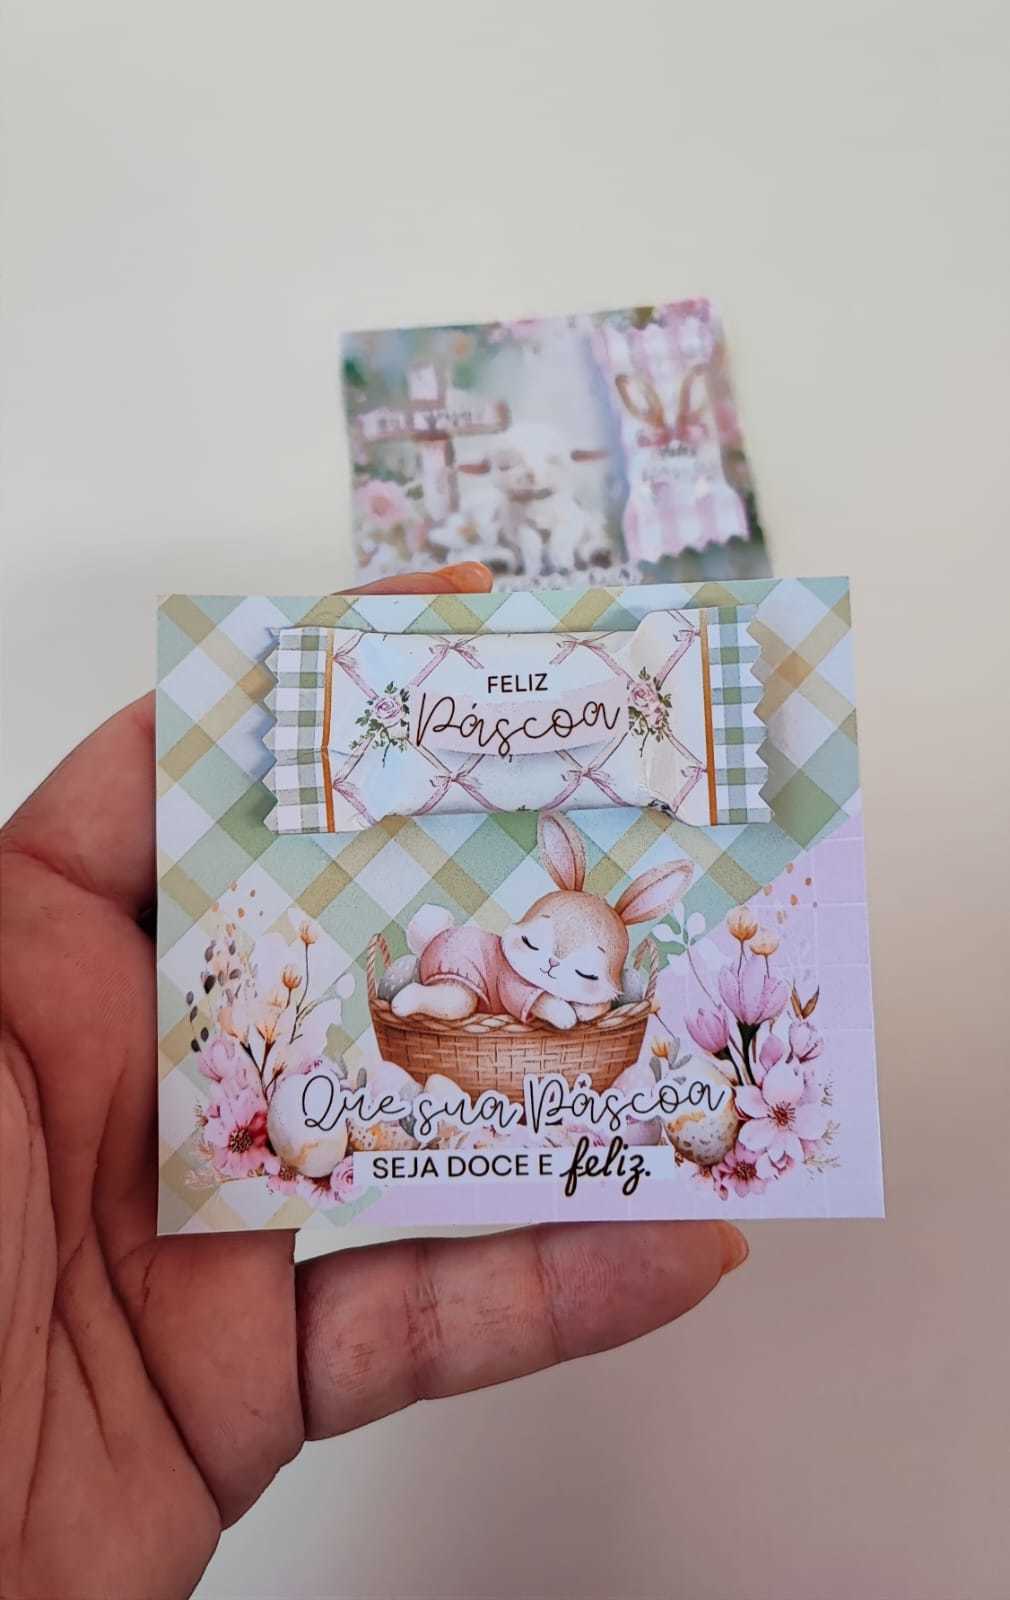 FELIZ
Páscoa
Que sua Páscoa
SEJA DOCE E feliz.